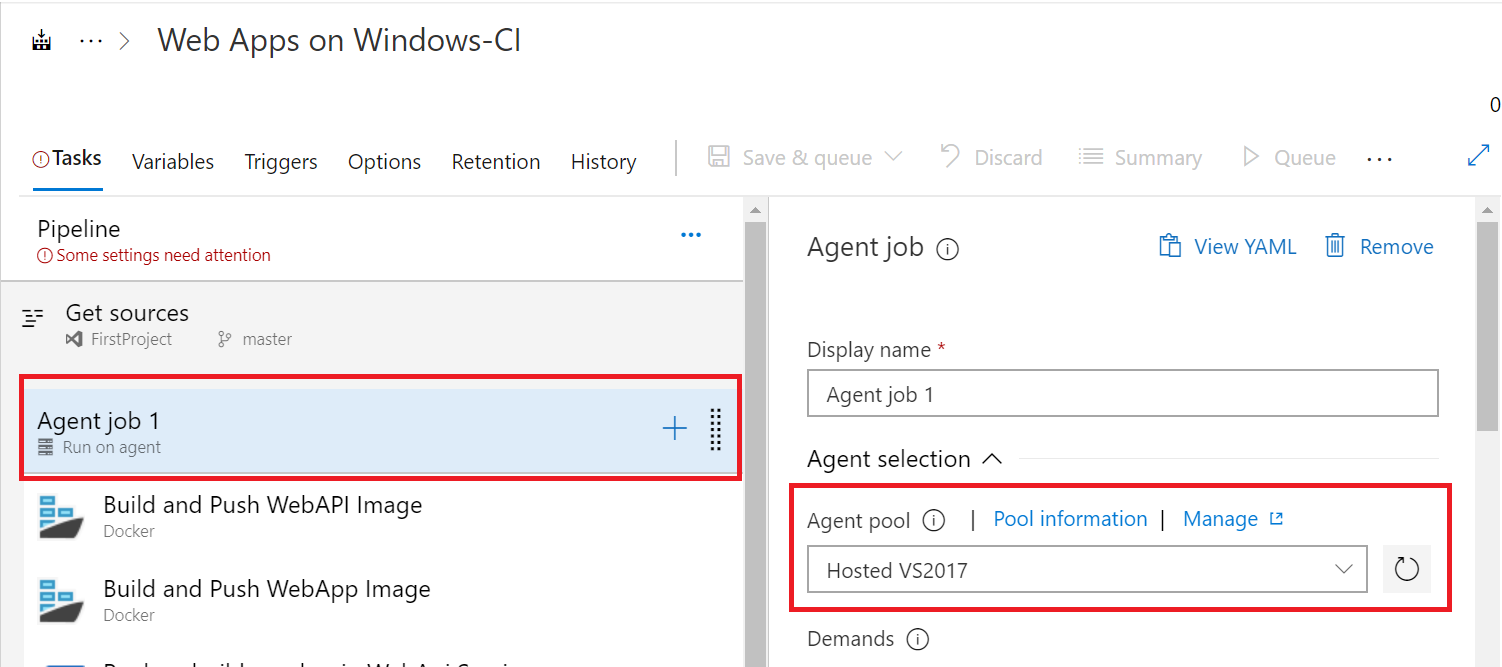 Web Apps on Windows-CI
0
Tasks Variables Triggers Options Retention History Save & queue Discard Summary Queue
Pipeline
Some settings need attention
Get sources
FirstProject master
Agent job 1
Run on agent
Build and Push WebAPI Image
Docker
Build and Push WebApp Image
Docker
Agent job View YAML Remove
Display name *
Agent job 1
Agent selection
Agent pool | Pool information | Manage
Hosted VS2017
Demands